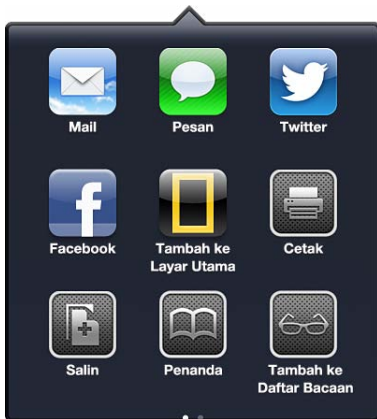 Mail
Pesan
Twitter
Facebook
Tambah ke
Layar Utama
Cetak
Salin
Penanda
Tambah ke
Daftar Bacaan